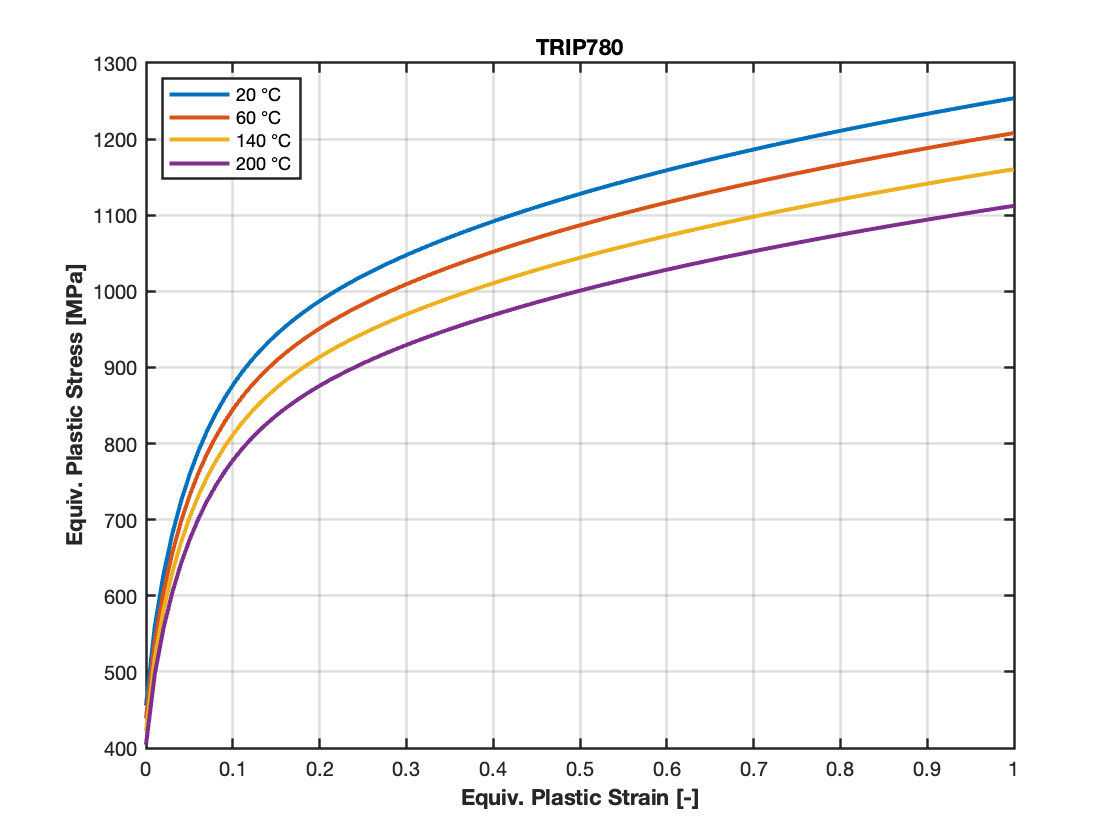 TRIP780
1300
1200
1100
1000
900
800
700
600
500
400
20 °C
60 °C
140 °C
200 °C
Equiv. Plastic Stress [MPa]
0 0.1 0.2 0.3 0.4 0.5 0.6 0.7 0.8 0.9 1
Equiv. Plastic Strain [-]